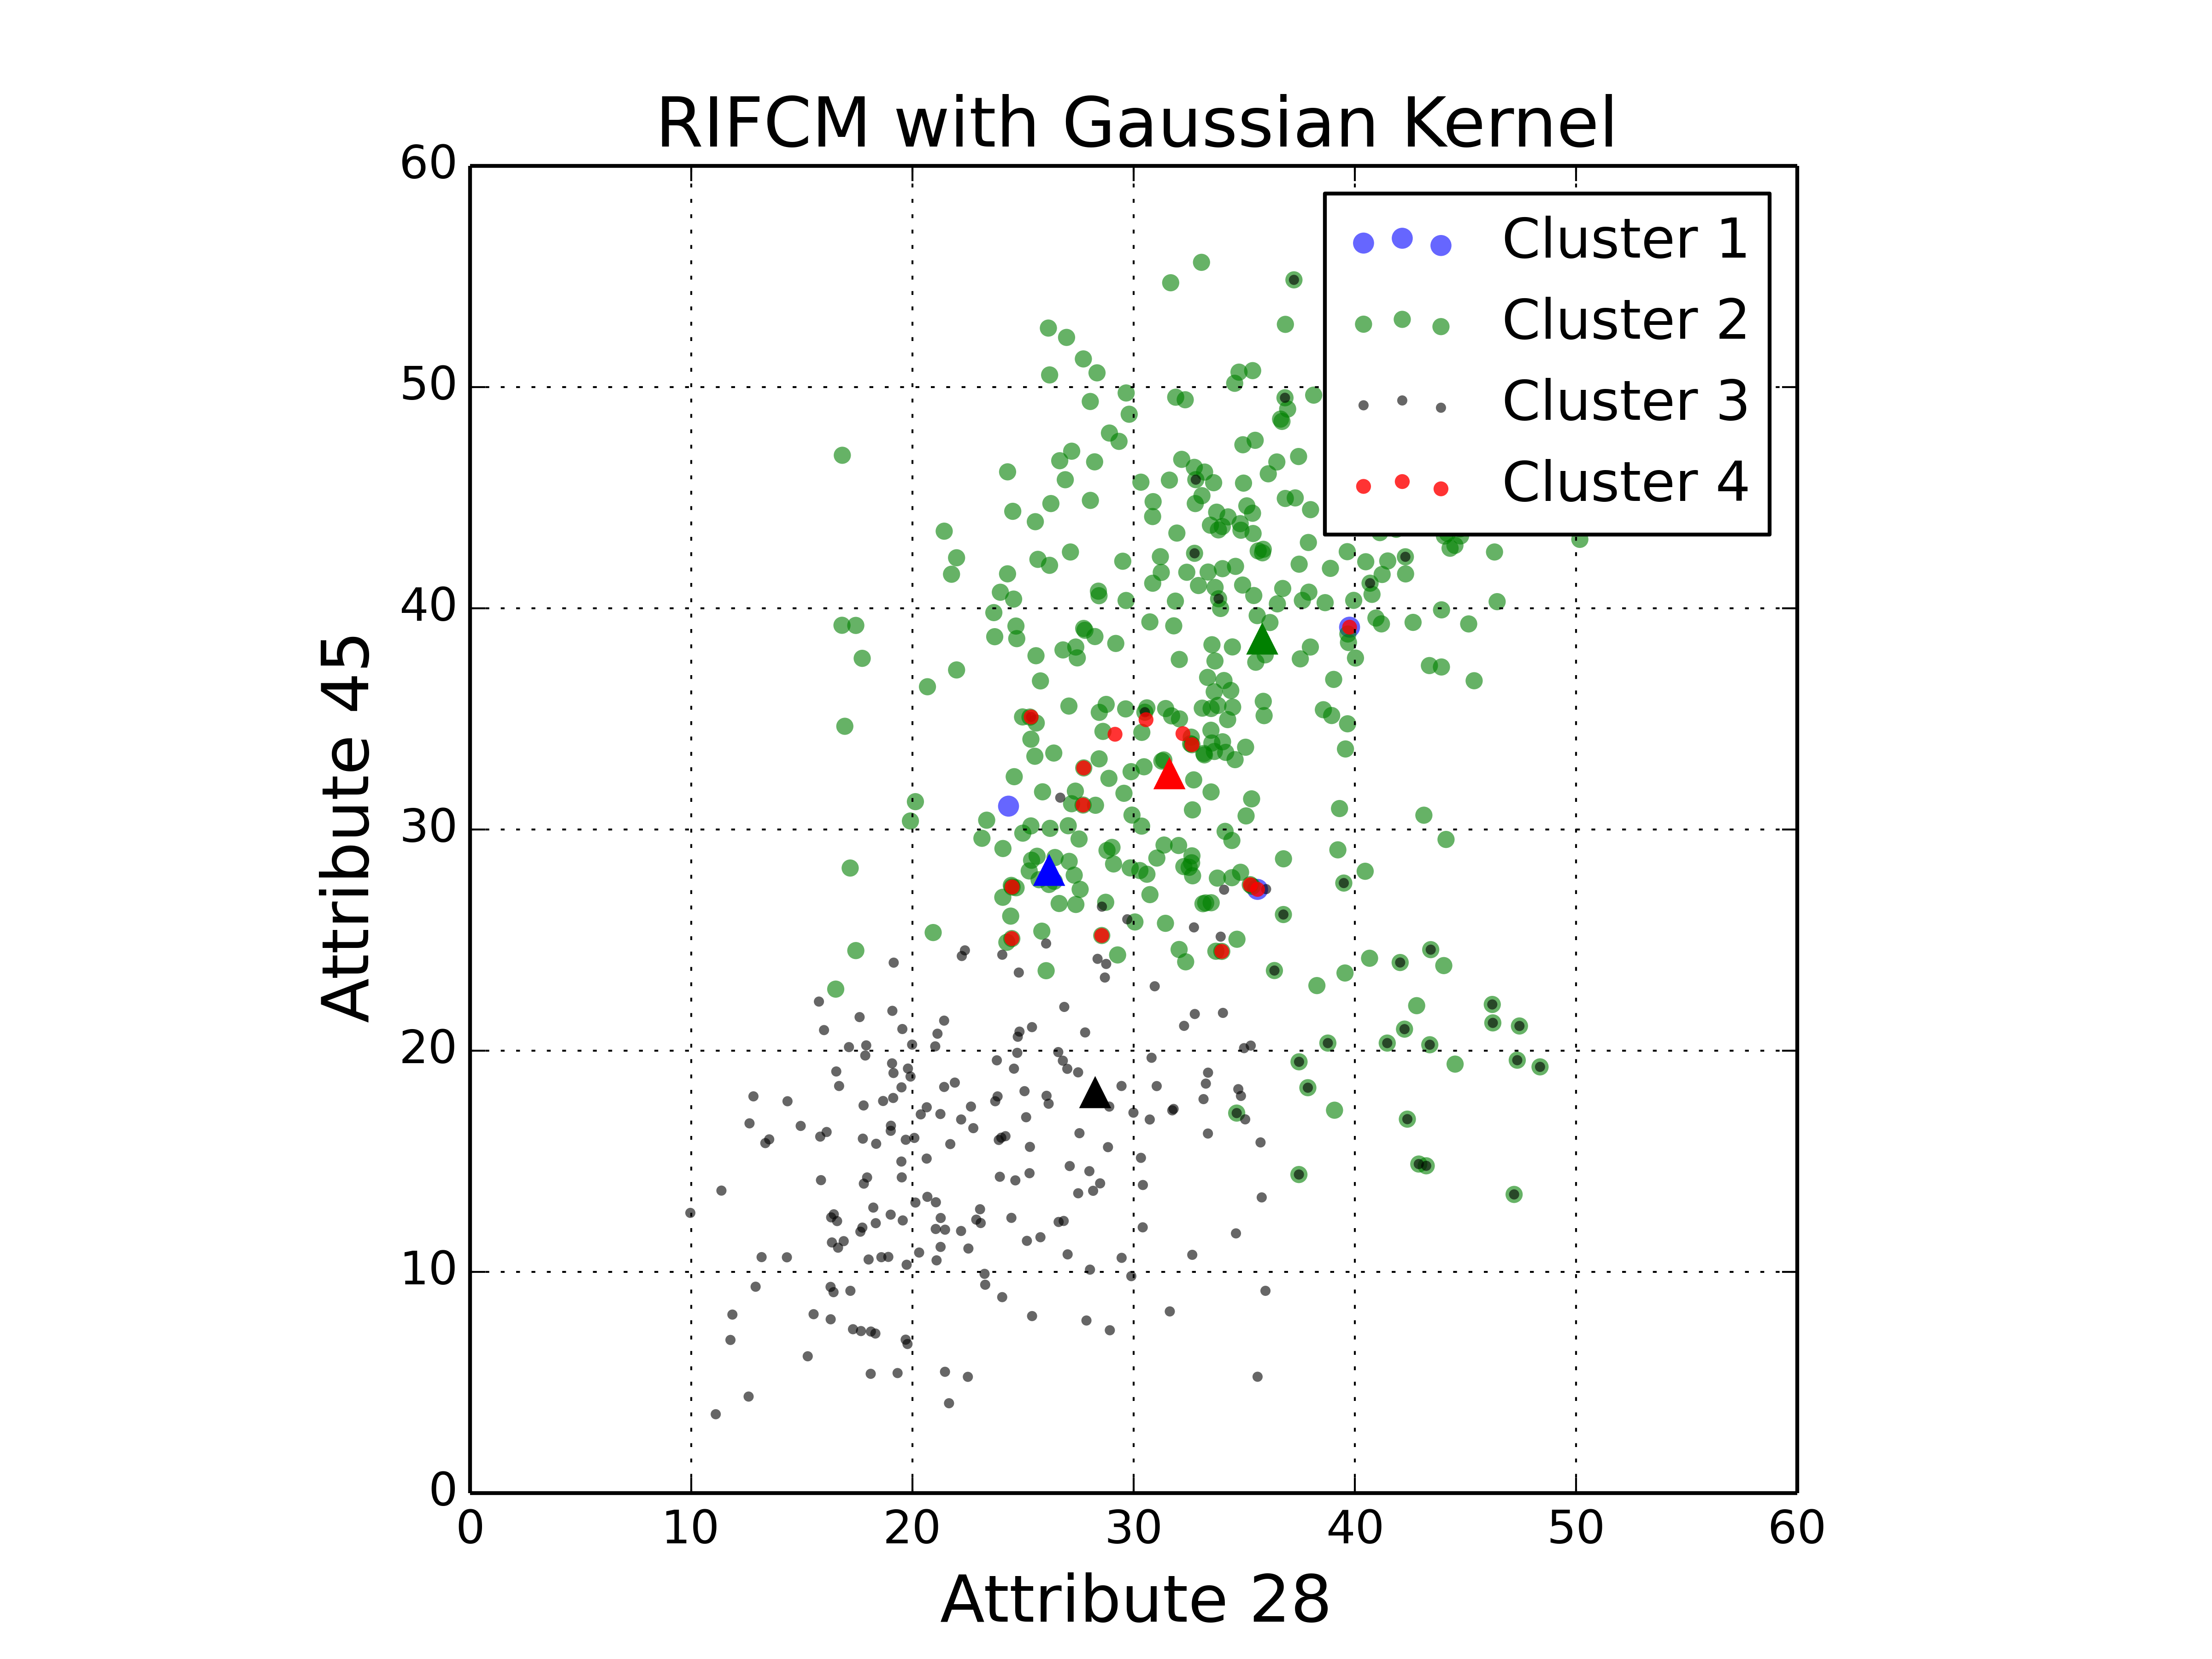 RIFCM with Gaussian Kernel
Cluster 1
Cluster 2
Cluster 3
Cluster 4
60
50
40
30
20
10
0
Attribute 45
0 10 20 30 40 50 60
Attribute 28